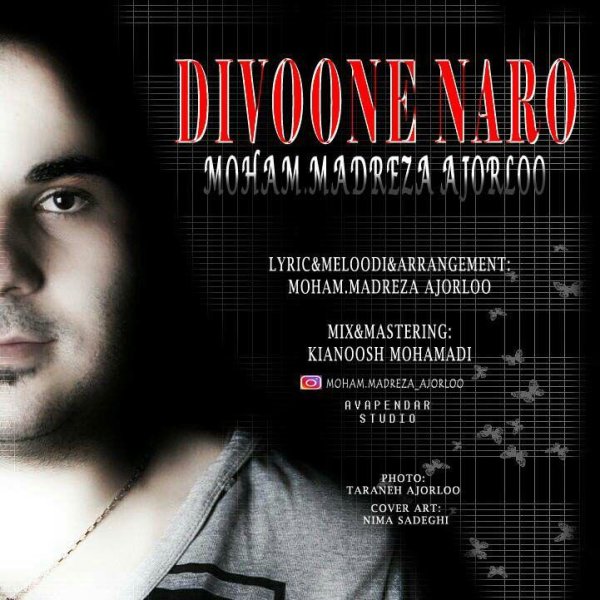 DIVOONE NARO
MOHAM.MADREZA AJORLOO
LYRIC&MELOODI&ARRANGEMENT:
MOHAM.MADREZA AJORLOO
MIX&MASTERING:
KIANOOSH MOHAMADI
MOHAM.MADREZA_AJORLOO
AVAPENDAR
STUDIO
PHOTO:
TARANEH AJORLOO
COVER ART:
NIMA SADEGHI